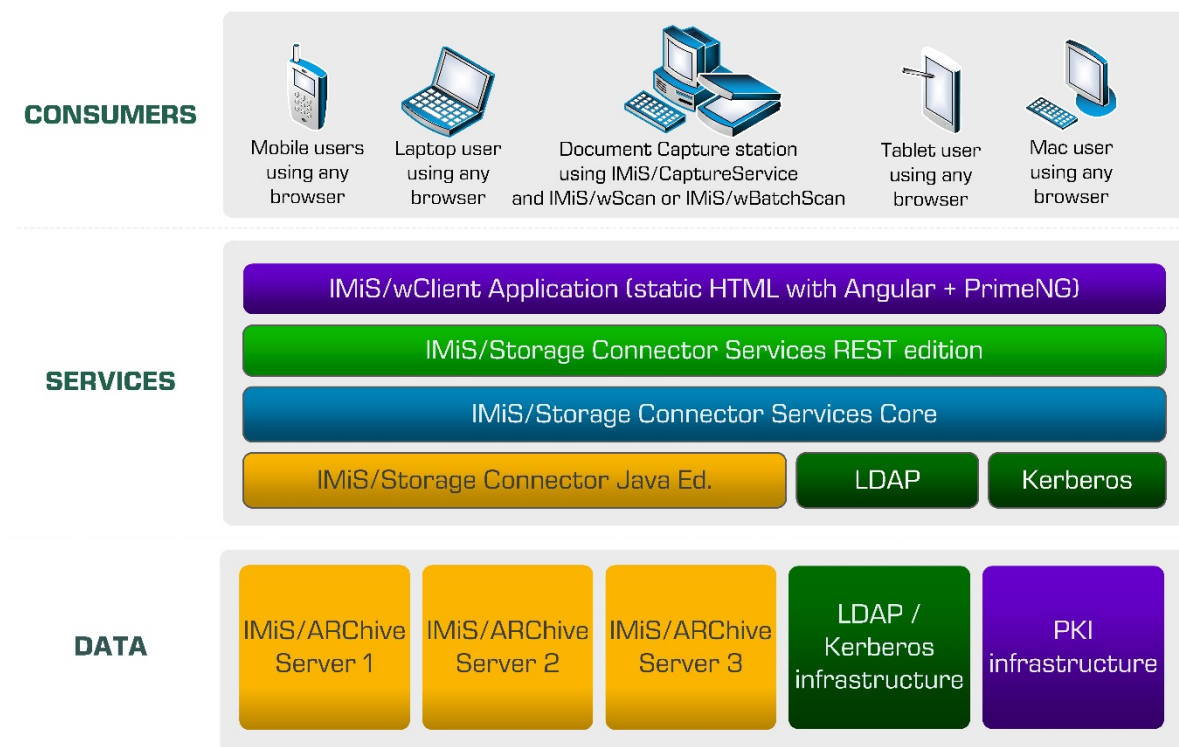 CONSUMERS
Mobile users
using any
browser
Laptop user
using any
browser
Document Capture station
using IMiS/CaptureService
and IMiS/wScan or IMiS/wBatchScan
Tablet user
using any
browser
Mac user
using any
browser
SERVICES
IMiS/wClient Application (static HTML with Angular + PrimeNG)
IMiS/Storage Connector Services REST edition
IMiS/Storage Connector Services Core
IMiS/Storage Connector Java Ed.
LDAP
Kerberos
DATA
IMiS/ARChive
Server 1
IMiS/ARChive
Server 2
IMiS/ARChive
Server 3
LDAP /
Kerberos
infrastructure
PKI
infrastructure